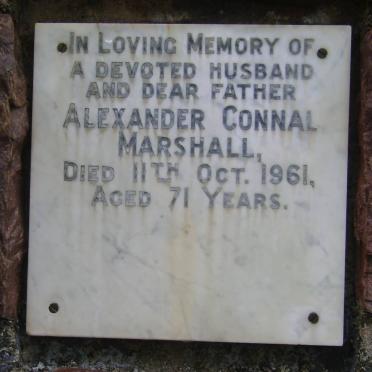 In Loving Memory of
a devoted husband
and dear father
Alexander Connal
Marshall,
Died 11th Oct. 1961,
Aged 71 Years.